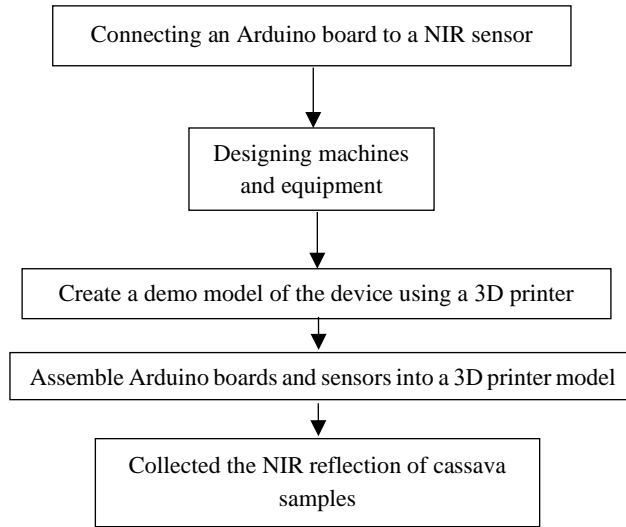 Connecting an Arduino board to a NIR sensor
Designing machines
and equipment
Create a demo model of the device using a 3D printer
Assemble Arduino boards and sensors into a 3D printer model
Collected the NIR reflection of cassava
samples